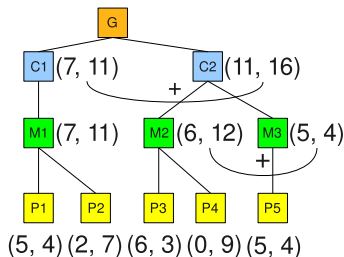 G
C1 (7, 11) C2 (11, 16)
+
M1 (7, 11) M2 (6, 12) M3 (5, 4)
+
P1 P2 P3 P4 P5
(5, 4) (2, 7) (6, 3) (0, 9) (5, 4)